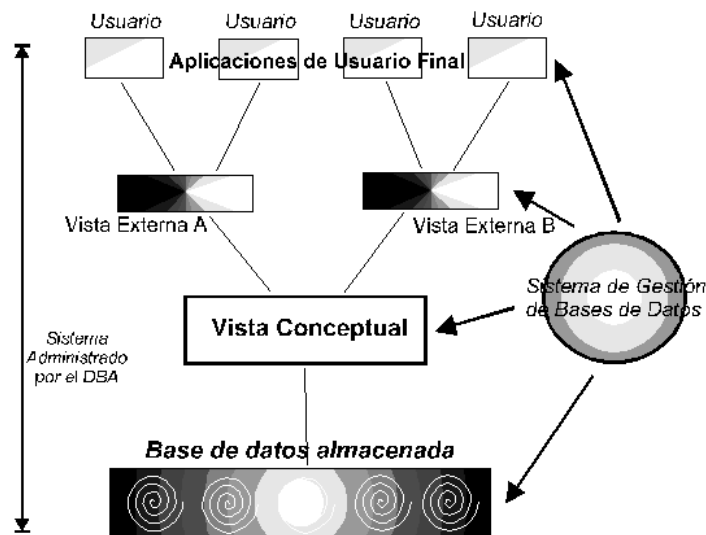 Usuario Usuario Usuario Usuario
Aplicaciones de Usuario Final
Vista Externa A
Vista Externa B
Sistema de Gestión
de Bases de Datos
Vista Conceptual
Sistema
Administrado
por el DBA
Base de datos almacenada